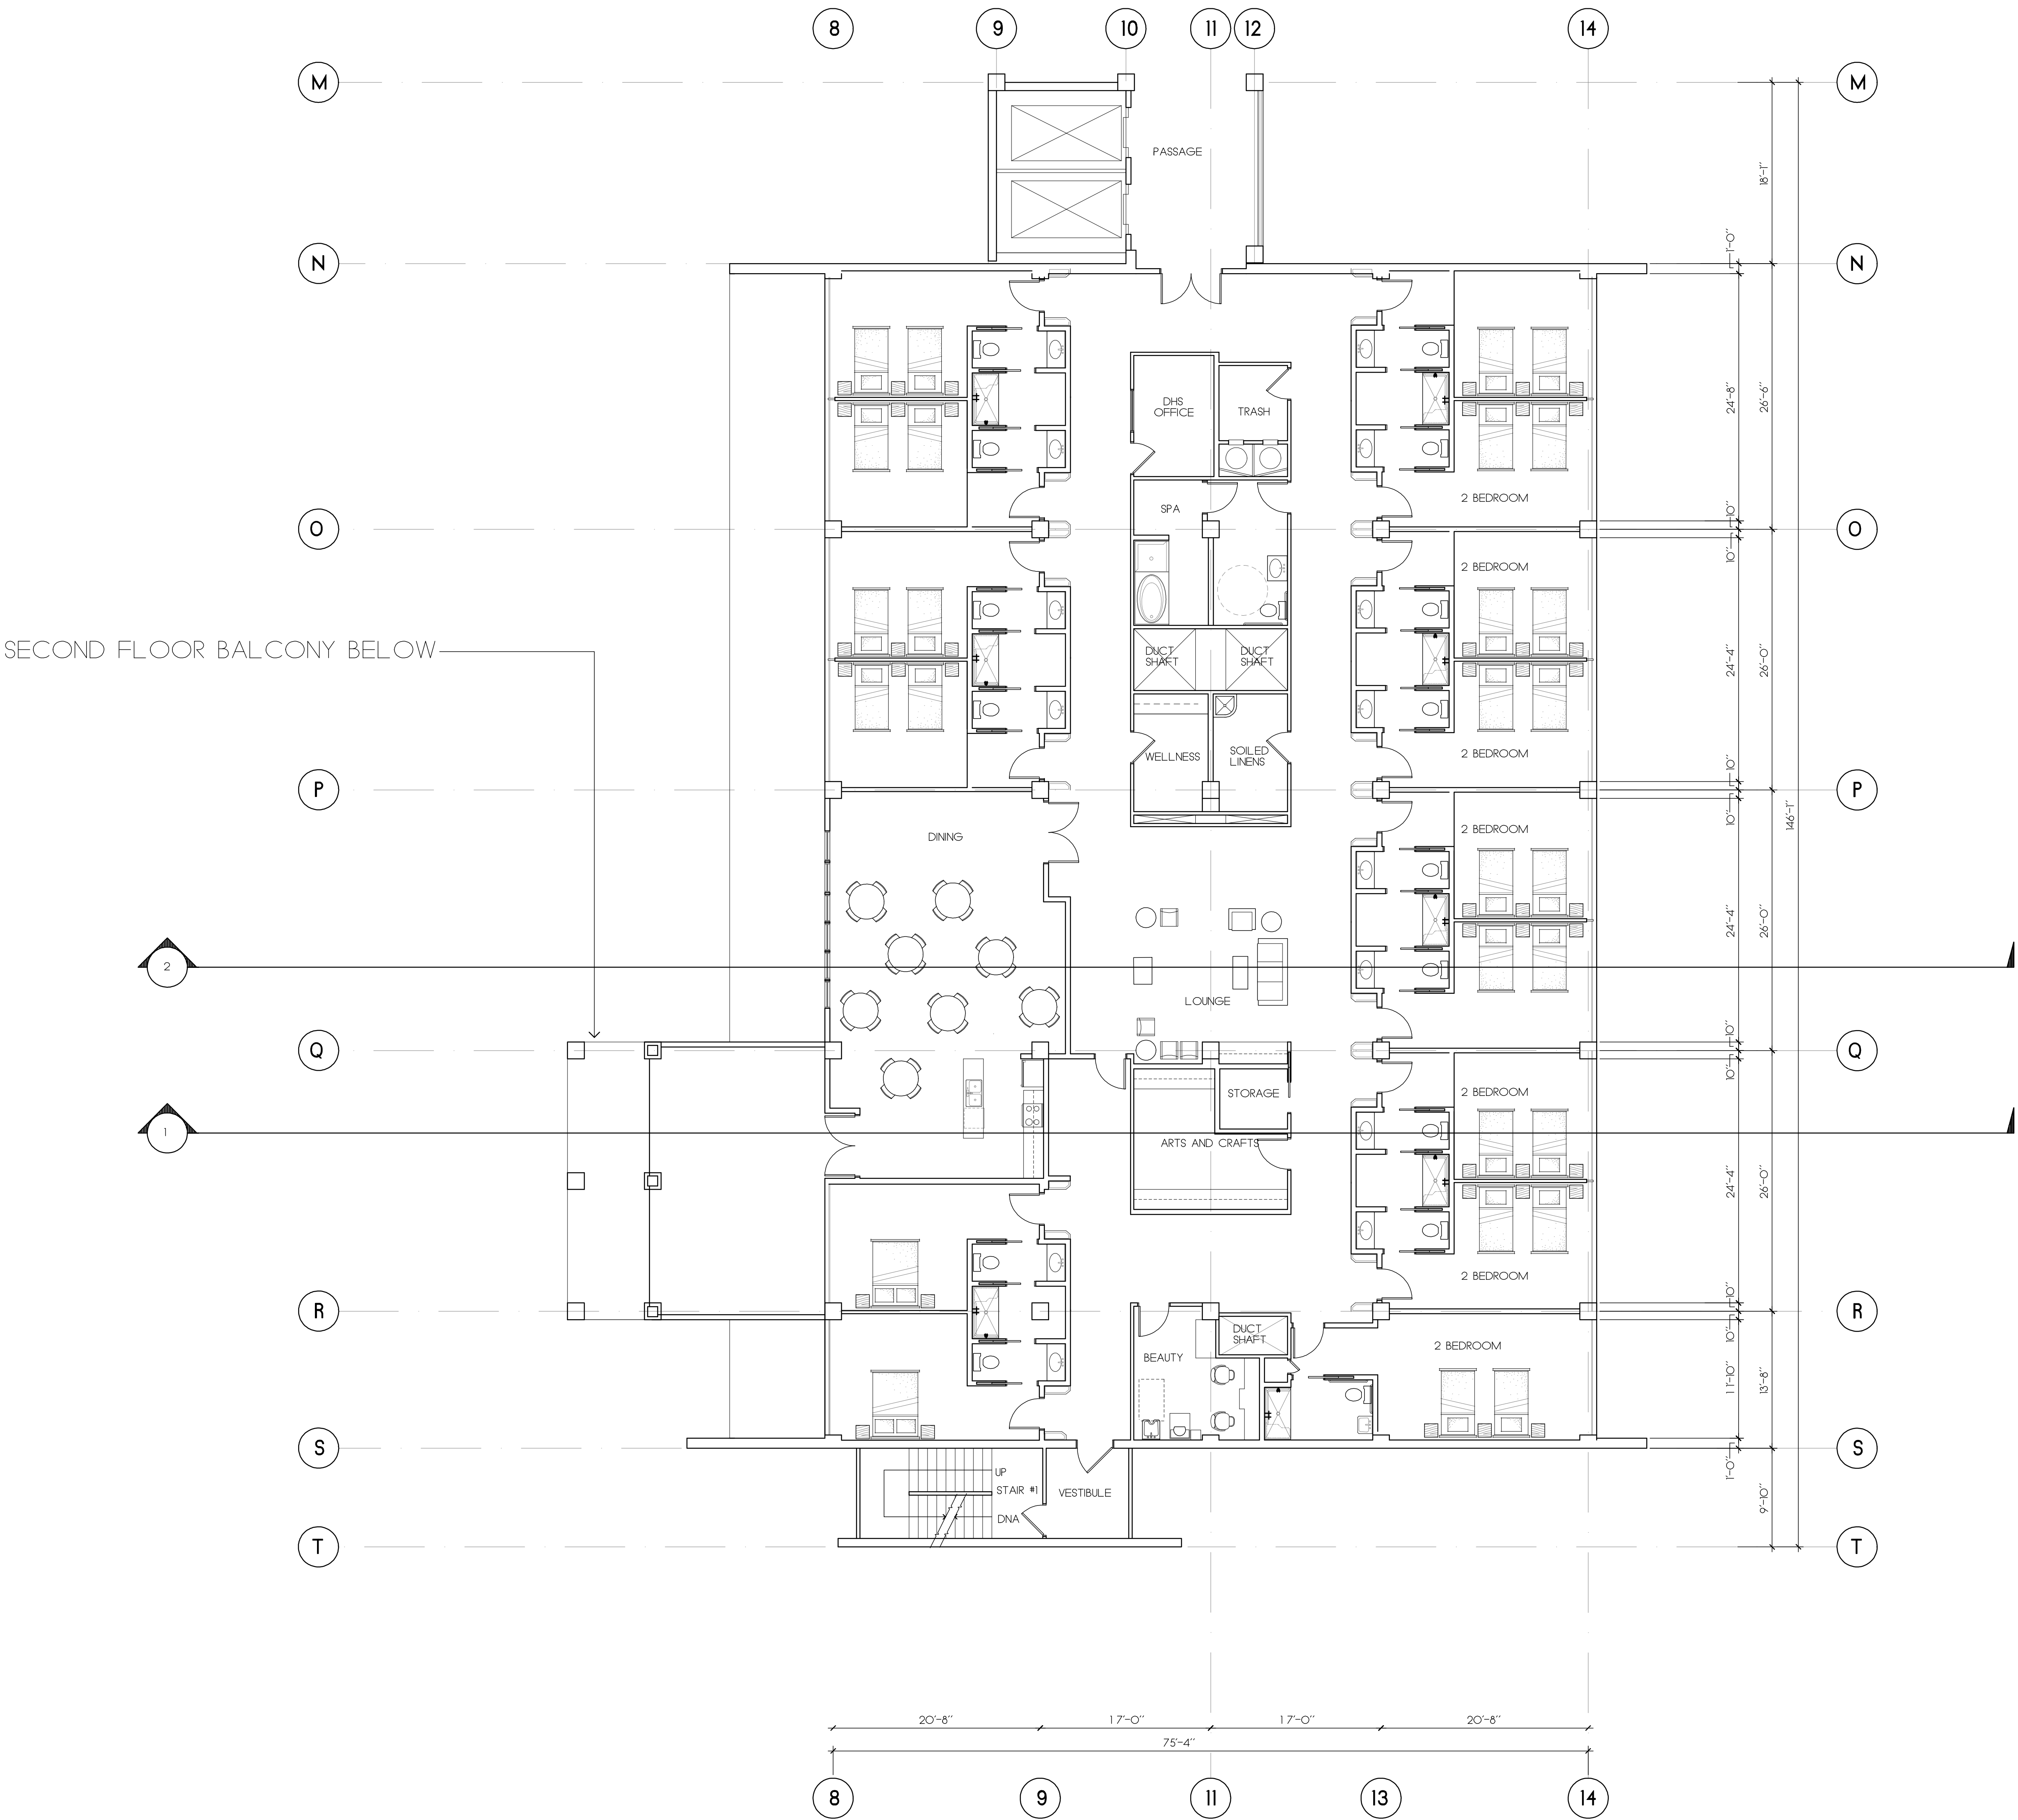 8
9
10
11
12
14
M
M
PASSAGE
18'-1"
1'-0"
N
N
DHS
OFFICE
TRASH
24'-8"
26'-6"
2 BEDROOM
SPA
10"
O
O
10"
2 BEDROOM
SECOND FLOOR BALCONY BELOW
DUCT
SHAFT
DUCT
SHAFT
24'-4"
26'-0"
WELLNESS
SOILED
LINENS
2 BEDROOM
10"
P
P
10"
146'-1"
DINING
2 BEDROOM
24'-4"
26'-0"
2
LOUNGE
10"
Q
Q
10"
STORAGE
2 BEDROOM
1
ARTS AND CRAFTS
24'-4"
26'-0"
2 BEDROOM
10"
R
R
10"
DUCT
SHAFT
BEAUTY
2 BEDROOM
11'-10"
13'-8"
S
S
1'-0"
UP
STAIR #1
VESTIBULE
DNA
9'-10"
T
T
20'-8"
17'-0"
17'-0"
20'-8"
75'-4"
8
9
11
13
14